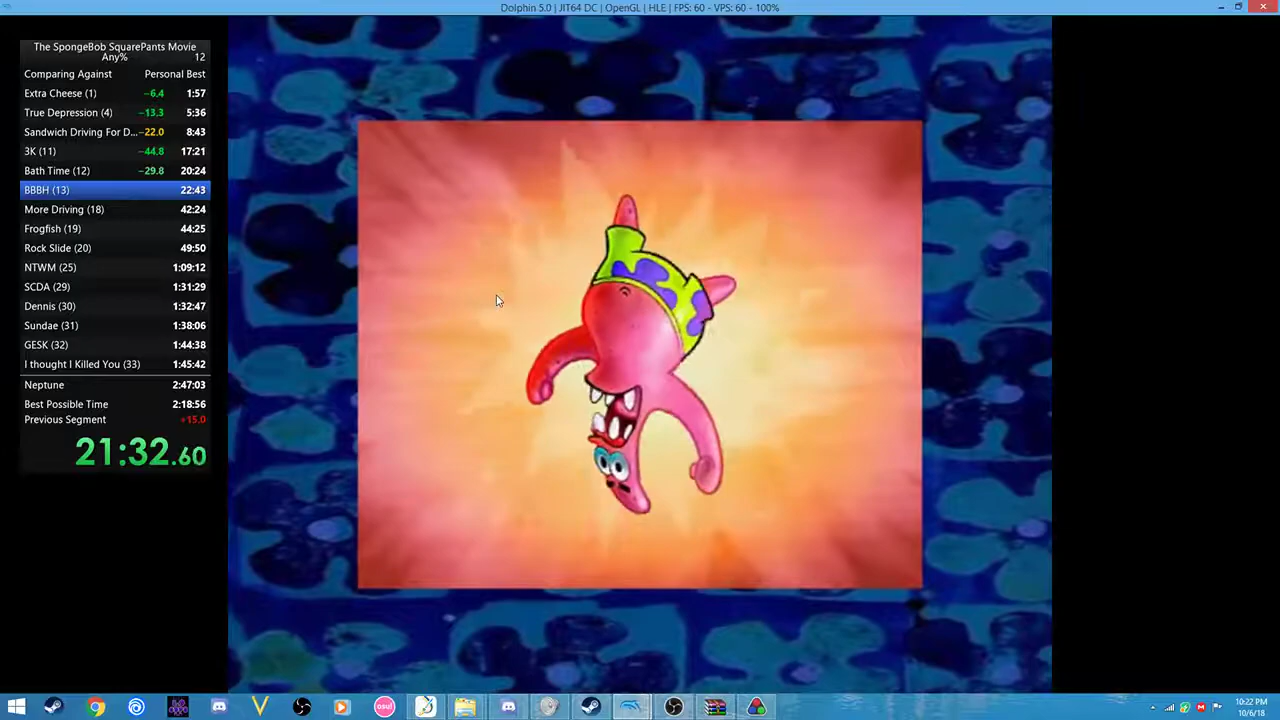 Dolphin 5.0 | JIT64 DC | OpenGL | HLE | FPS: 60 - VPS: 60 - 100%
The SpongeBob SquarePants Movie
Any% 12
Comparing Against Personal Best
Extra Cheese (1) −6.4 1:57
True Depression (4) −13.3 5:36
Sandwich Driving For D... −22.0 8:43
3K (11) −44.8 17:21
Bath Time (12) −29.8 20:24
BBBH (13) 22:43
More Driving (18) 42:24
Frogfish (19) 44:25
Rock Slide (20) 49:50
NTWM (25) 1:09:12
SCDA (29) 1:31:29
Dennis (30) 1:32:47
Sundae (31) 1:38:06
GESK (32) 1:44:38
I thought I Killed You (33) 1:45:42
Neptune 2:47:03
Best Possible Time 2:18:56
Previous Segment +15.0
21:32.60
osu!
10:22 PM
10/6/18